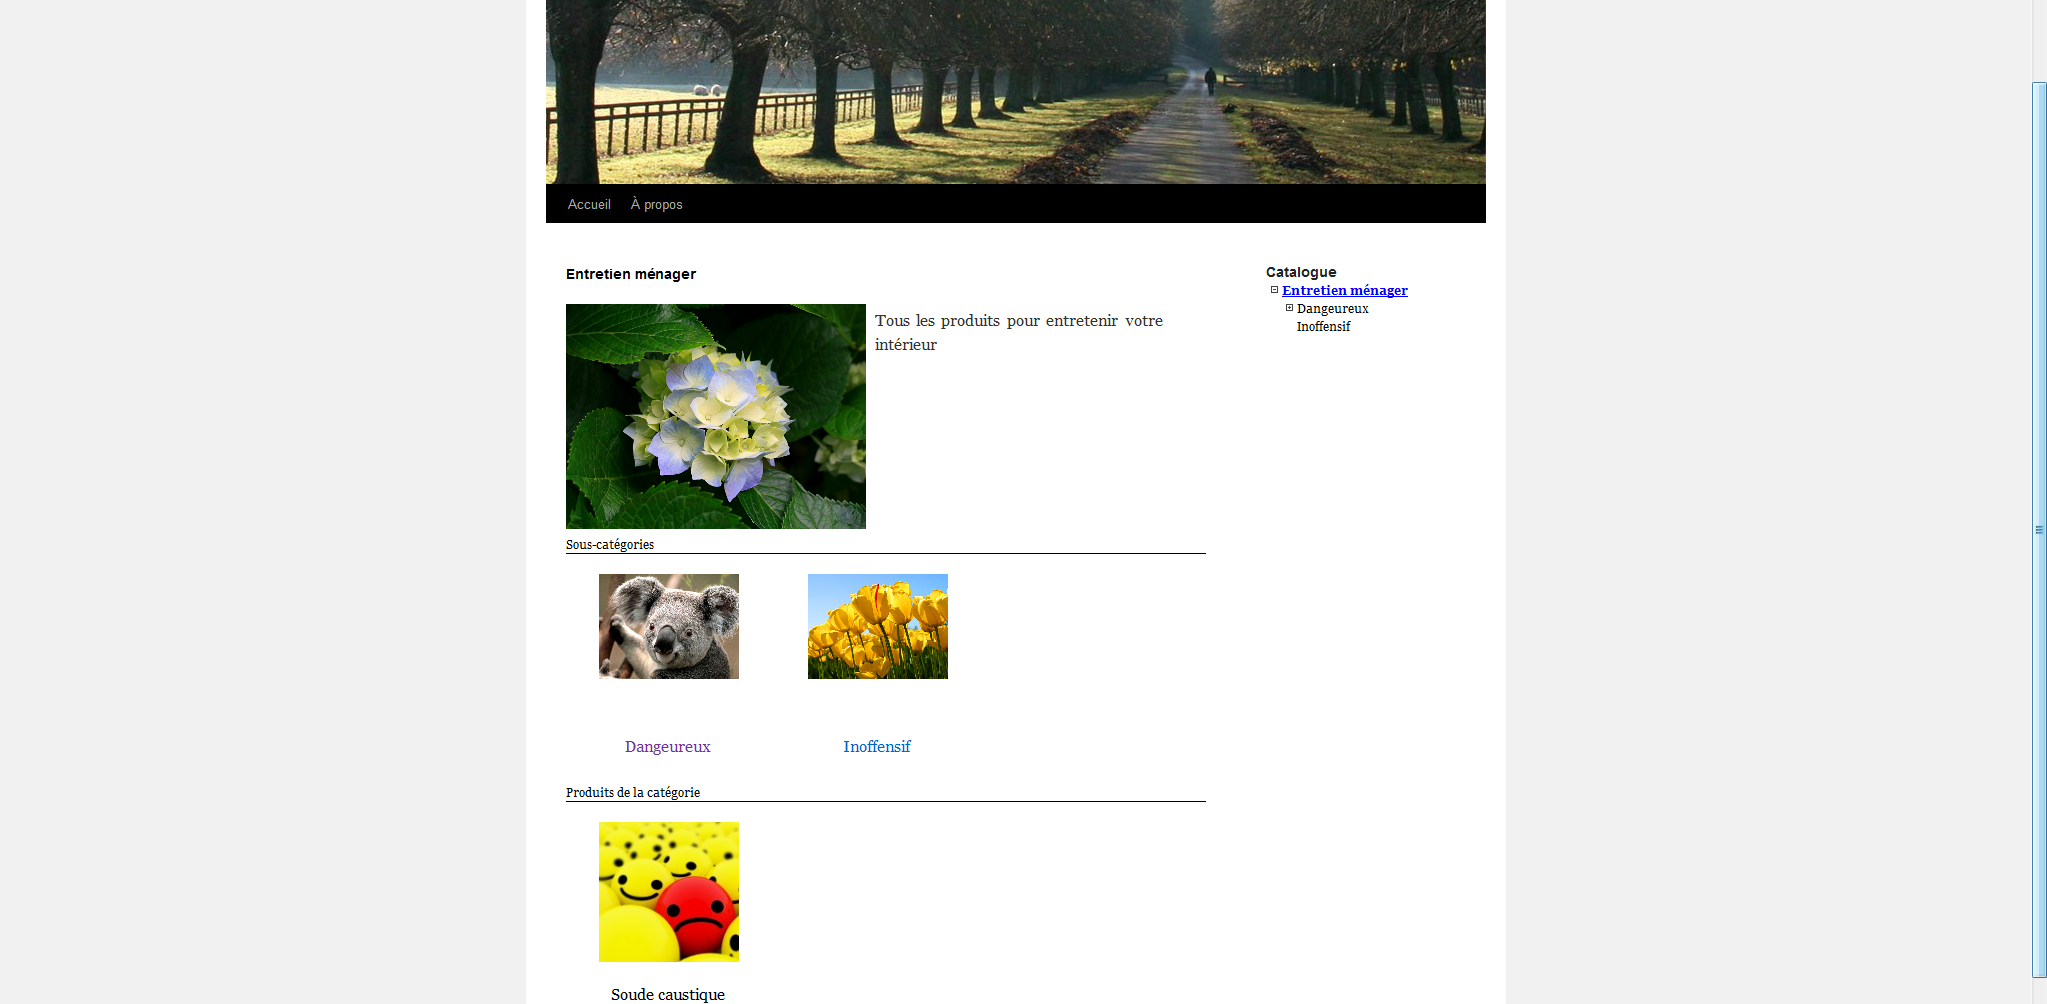 Accueil À propos
Entretien ménager
Tous les produits pour entretenir votre
intérieur
Sous-catégories
Dangeureux Inoffensif
Produits de la catégorie
Soude caustique
Catalogue
Entretien ménager
Dangeureux
Inoffensif